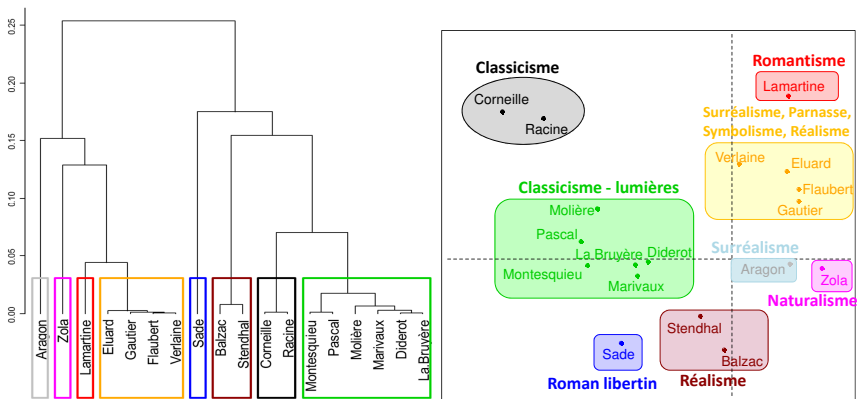 0.25
0.20
0.15
0.10
0.05
0.00
Aragon
Zola
Lamartine
Eluard
Gautier
Flaubert
Verlaine
Sade
Balzac
Stendhal
Corneille
Racine
Montesquieu
Pascal
Molière
Marivaux
Diderot
La.Bruyère
Classicisme
Corneille
Racine
Romantisme
Lamartine
Surréalisme, Parnasse,
Symbolisme, Réalisme
Verlaine
Eluard
Flaubert
Gautier
Classicisme - lumières
Molière
Pascal
La Bruyère
Diderot
Montesquieu
Marivaux
Surréalisme
Aragon
Zola
Naturalisme
Stendhal
Balzac
Réalisme
Sade
Roman libertin